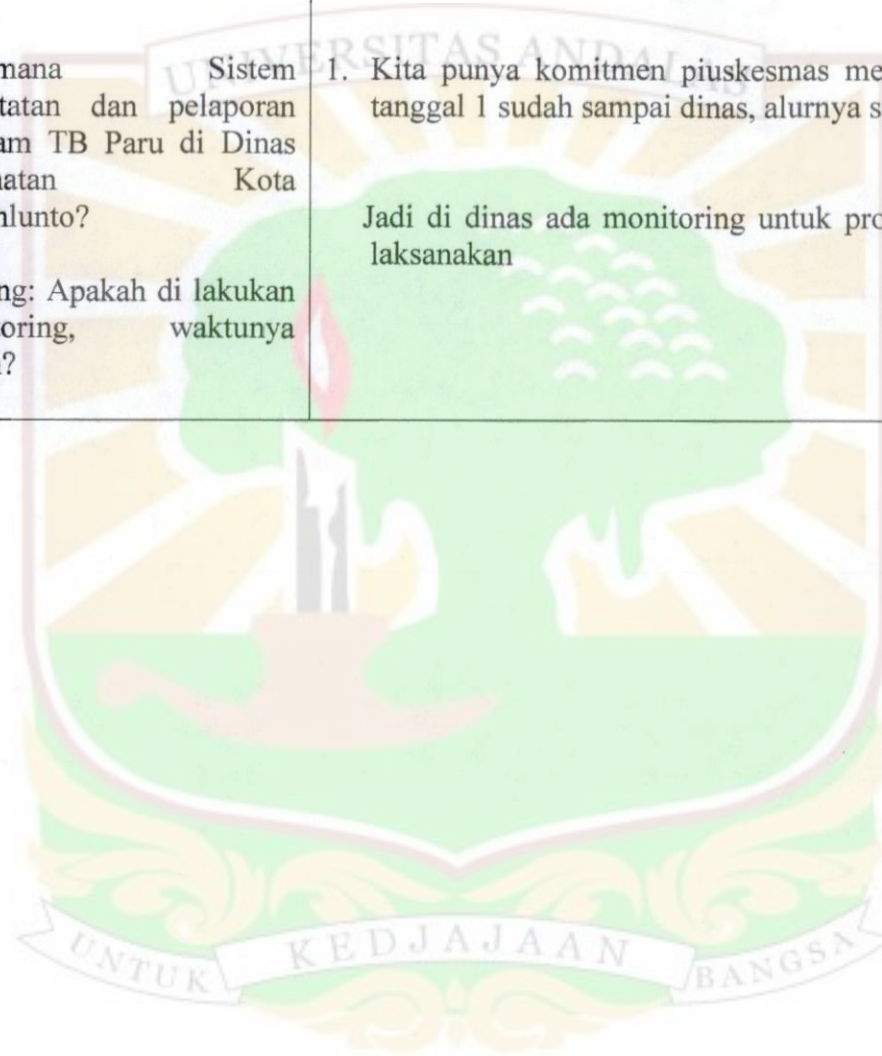 UNIVERSITAS ANDALAS
mana Sistem
tatan dan pelaporan
am TB Paru di Dinas
natan Kota
nlunto?
ng: Apakah di lakukan
oring, waktunya
?
1. Kita punya komitmen piuskesmas me
tanggal 1 sudah sampai dinas, alurnya s
Jadi di dinas ada monitoring untuk pro
laksanakan
UNTUK KEDJAJAAN BANGSA